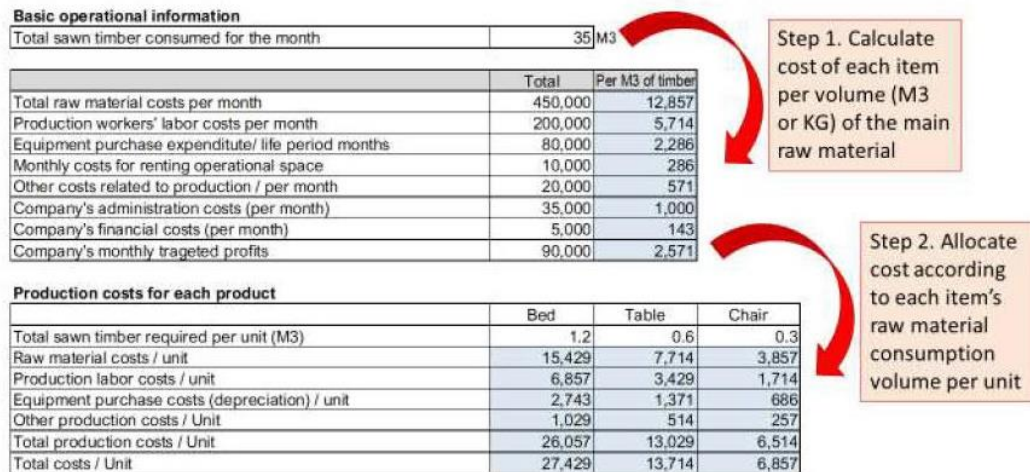 Basic operational information
Total sawn timber consumed for the month 35 M3
Total Per M3 of timber
Total raw material costs per month 450,000 12,857
Production workers' labor costs per month 200,000 5,714
Equipment purchase expenditure/ life period months 80,000 2,286
Monthly costs for renting operational space 10,000 286
Other costs related to production / per month 20,000 571
Company's administration costs (per month) 35,000 1,000
Company's financial costs (per month) 5,000 143
Company's monthly trageted profits 90,000 2,571
Step 1. Calculate
cost of each item
per volume (M3
or KG) of the main
raw material
Production costs for each product
Bed Table Chair
Total sawn timber required per unit (M3) 1.2 0.6 0.3
Raw material costs / unit 15,429 7,714 3,857
Production labor costs / unit 6,857 3,429 1,714
Equipment purchase costs (depreciation) / unit 2,743 1,371 686
Other production costs / Unit 1,029 514 257
Total production costs / Unit 26,057 13,029 6,514
Total costs / Unit 27,429 13,714 6,857
Step 2. Allocate
cost according
to each item's
raw material
consumption
volume per unit